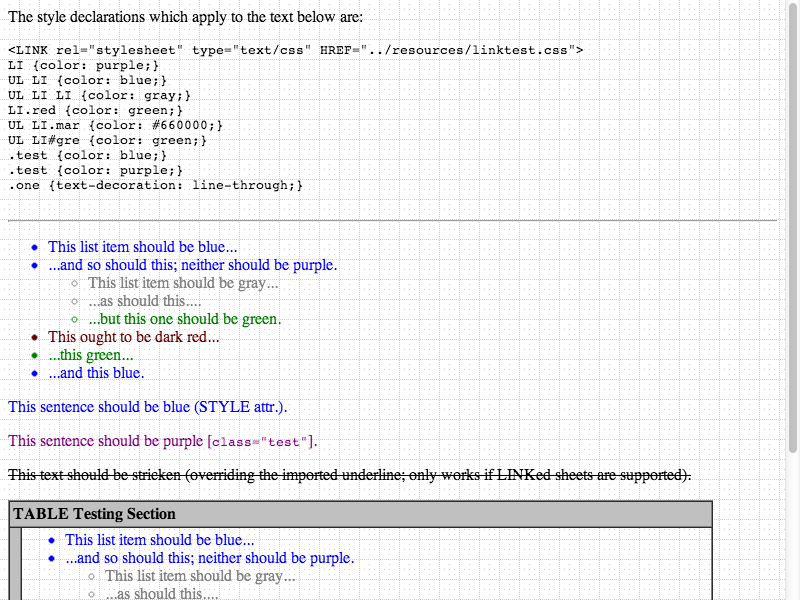 The style declarations which apply to the text below are:
<LINK rel="stylesheet" type="text/css" HREF="../resources/linktest.css">
LI {color: purple;}
UL LI {color: blue;}
UL LI LI {color: gray;}
LI.red {color: green;}
UL LI.mar {color: #660000;}
UL LI#gre {color: green;}
.test {color: blue;}
.test {color: purple;}
.one {text-decoration: line-through;}
This list item should be blue...
...and so should this; neither should be purple.
This list item should be gray...
...as should this....
...but this one should be green.
This ought to be dark red...
...this green...
...and this blue.
This sentence should be blue (STYLE attr.).
This sentence should be purple [class="test"].
This text should be stricken (overriding the imported underline; only works if LINKed sheets are supported).
TABLE Testing Section
This list item should be blue...
...and so should this; neither should be purple.
This list item should be gray...
...as should this....